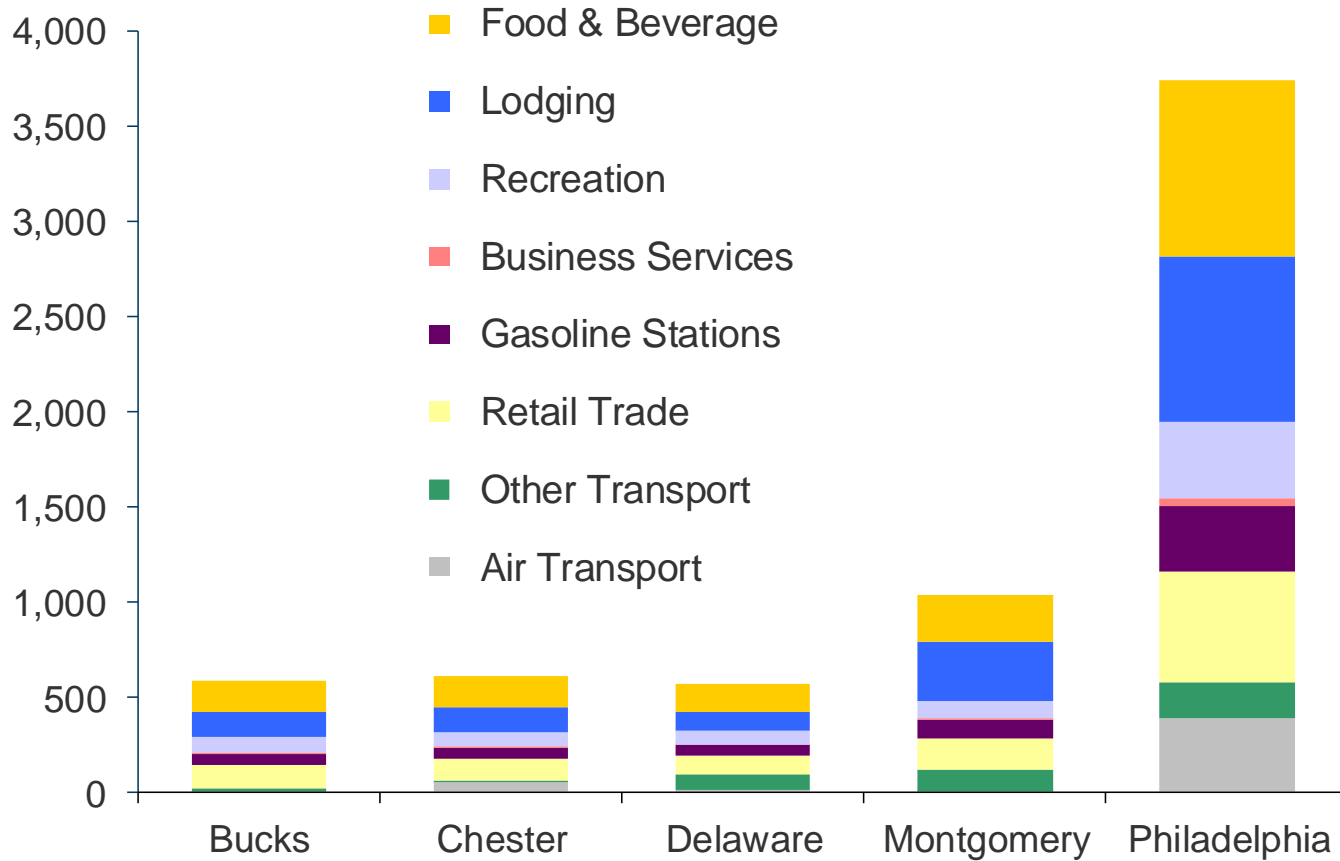 4,000
3,500
3,000
2,500
2,000
1,500
1,000
500
0
Food & Beverage
Lodging
Recreation
Business Services
Gasoline Stations
Retail Trade
Other Transport
Air Transport
Bucks
Chester
Delaware
Montgomery
Philadelphia